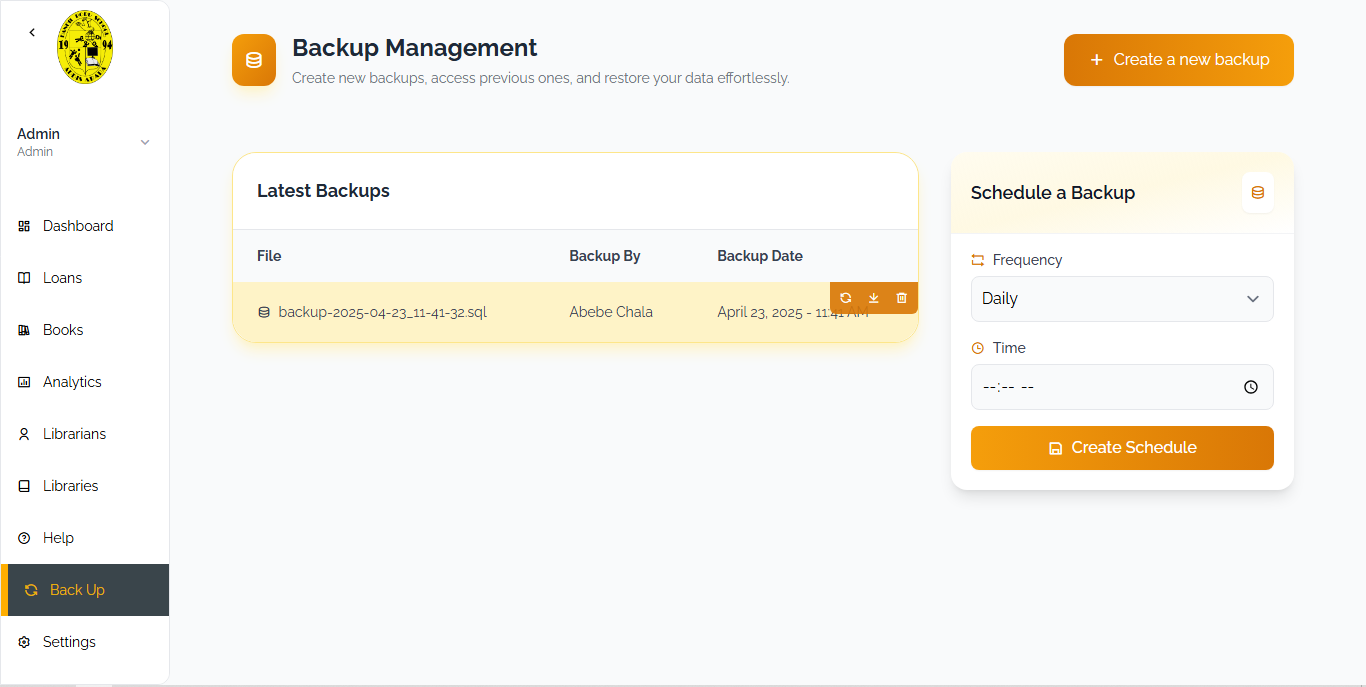 19 94
Admin
Admin
Dashboard
Loans
Books
Analytics
Librarians
Libraries
Help
Back Up
Settings
Backup Management
Create new backups, access previous ones, and restore your data effortlessly.
+ Create a new backup
Latest Backups
File Backup By Backup Date
backup-2025-04-23_11-41-32.sql Abebe Chala April 23, 2025 - 11:41 AM
Schedule a Backup
Frequency
Daily
Time
--:-- --
Create Schedule